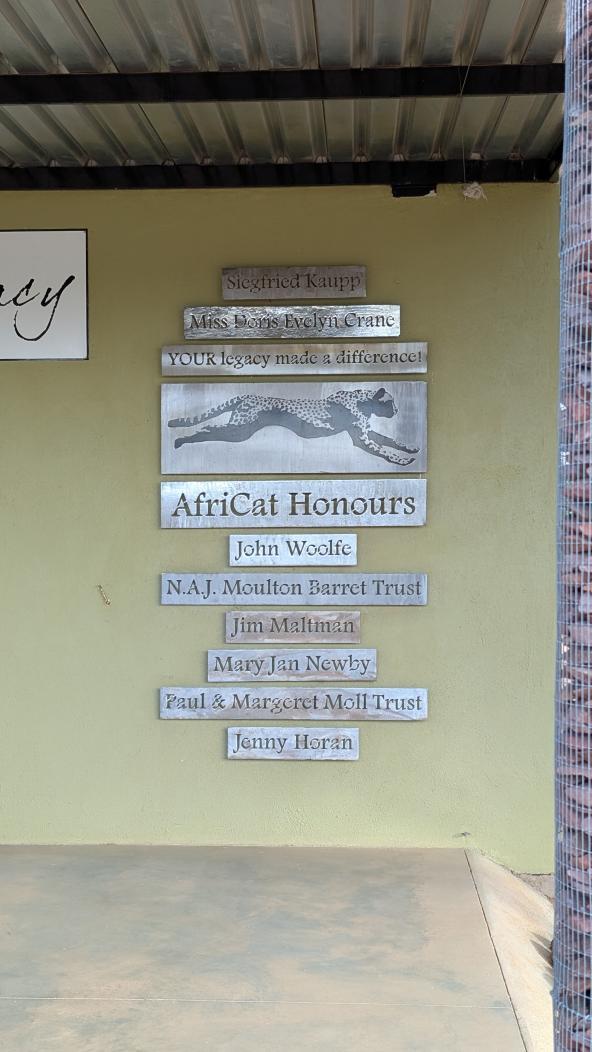 acy
Siegfried Kaupp
Miss Doris Evelyn Crane
YOUR legacy made a difference!
AfriCat Honours
John Woolfe
N.A.J. Moulton Barret Trust
Jim Maltman
Mary Jan Newby
Paul & Margeret Moll Trust
Jenny Horan